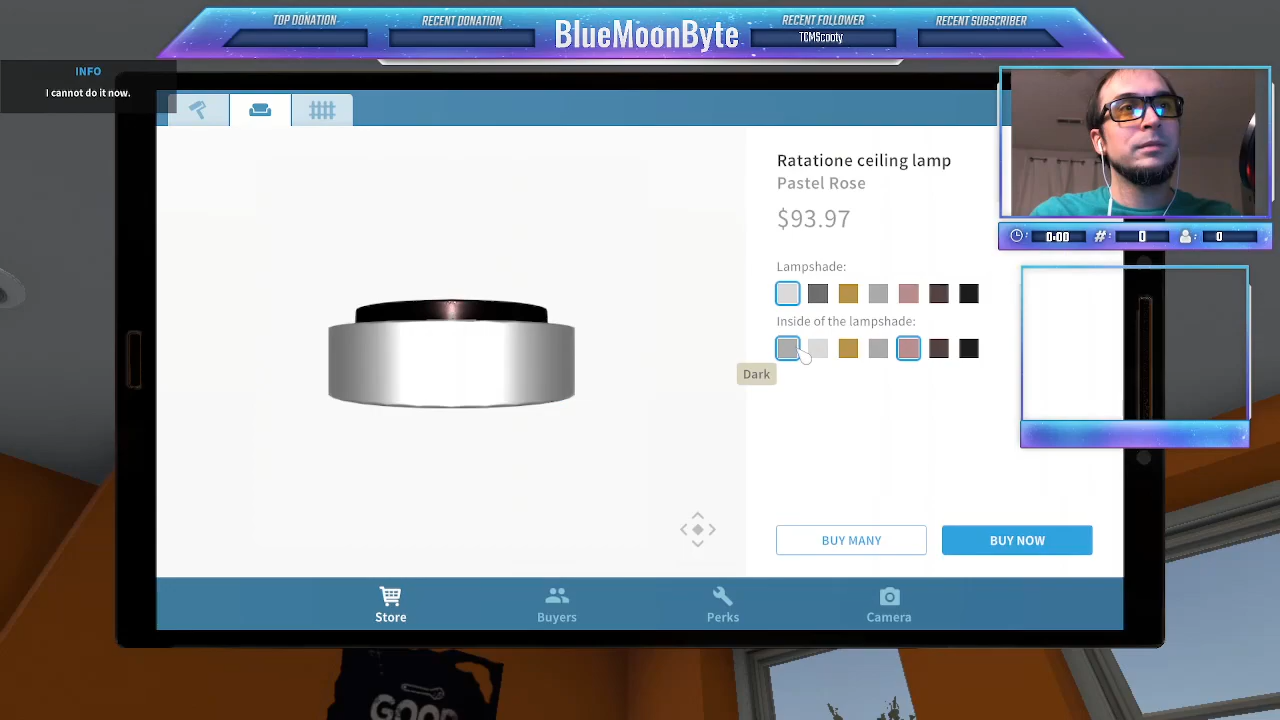 TOP DONATION
RECENT DONATION
BlueMoonByte
RECENT FOLLOWER
TCMScooty
RECENT SUBSCRIBER
INFO
I cannot do it now.
Ratatione ceiling lamp
Pastel Rose
$93.97
Lampshade:
Inside of the lampshade:
Dark
0:00
#:
0
0
BUY MANY
BUY NOW
Store
Buyers
Perks
Camera
GOOD